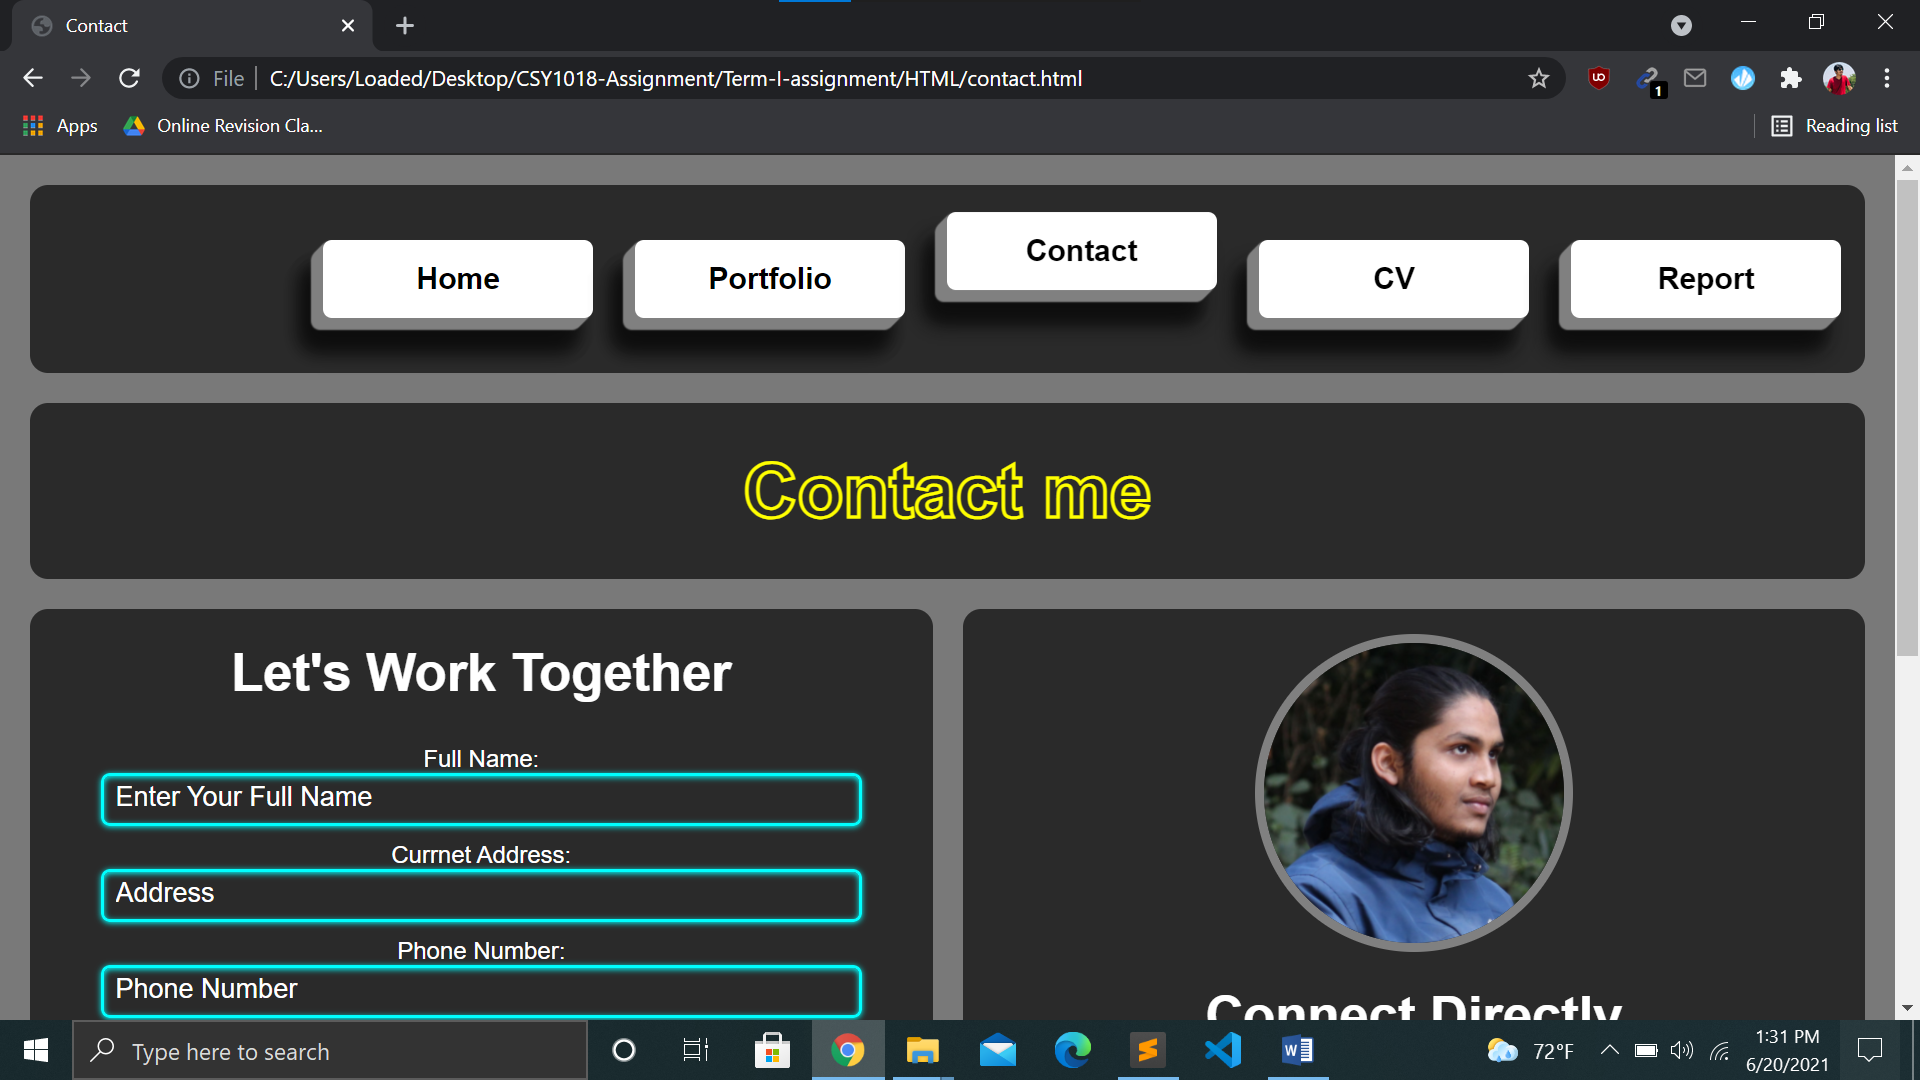 Contact
File
C:/Users/Loaded/Desktop/CSY1018-Assignment/Term-I-assignment/HTML/contact.html
1
Apps
Online Revision Cla...
Reading list
Home
Portfolio
Contact
CV
Report
Contact me
Let's Work Together
Full Name:
Enter Your Full Name
Currnet Address:
Address
Phone Number:
Phone Number
Connect Directly
Type here to search
72°F
1:31 PM
6/20/2021